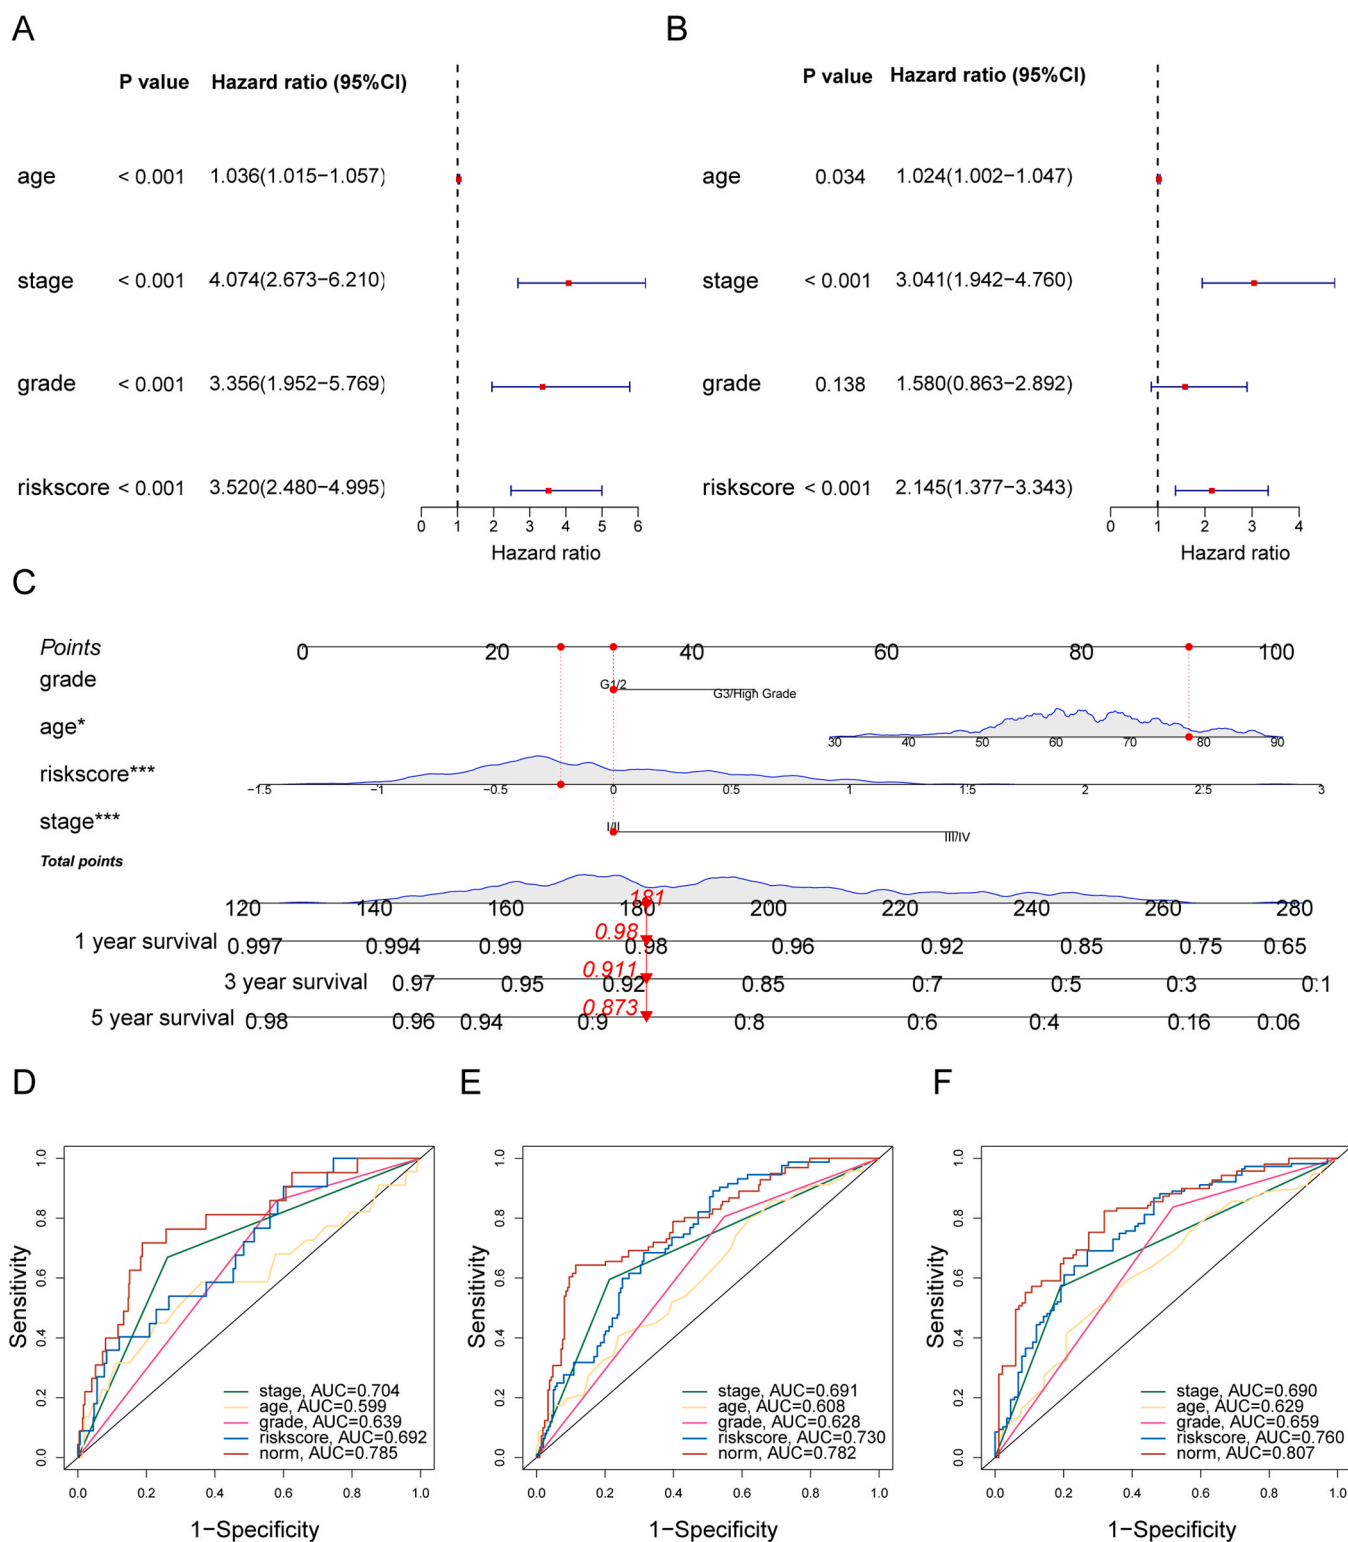 A
P value Hazard ratio (95%CI)
age < 0.001 1.036(1.015−1.057)
stage < 0.001 4.074(2.673−6.210)
grade < 0.001 3.356(1.952−5.769)
riskscore < 0.001 3.520(2.480−4.995)
0 1 2 3 4 5 6
Hazard ratio
B
P value Hazard ratio (95%CI)
age 0.034 1.024(1.002−1.047)
stage < 0.001 3.041(1.942−4.760)
grade 0.138 1.580(0.863−2.892)
riskscore < 0.001 2.145(1.377−3.343)
0 1 2 3 4
Hazard ratio
C
Points 0 20 40 60 80 100
grade G1/2 G3/High Grade
age* 30 40 50 60 70 80 90
riskscore*** −1.5 −1 −0.5 0 0.5 1 1.5 2 2.5 3
stage*** I/II III/IV
Total points
181
120 140 160 180 200 220 240 260 280
0.98
1 year survival 0.997 0.994 0.99 0.98 0.96 0.92 0.85 0.75 0.65
0.911
3 year survival 0.97 0.95 0.92 0.85 0.7 0.5 0.3 0.1
0.873
5 year survival 0.98 0.96 0.94 0.9 0.8 0.6 0.4 0.16 0.06
D
Sensitivity
0.0 0.2 0.4 0.6 0.8 1.0
stage, AUC=0.704
age, AUC=0.599
grade, AUC=0.639
riskscore, AUC=0.692
norm, AUC=0.785
0.0 0.2 0.4 0.6 0.8 1.0
1−Specificity
E
Sensitivity
0.0 0.2 0.4 0.6 0.8 1.0
stage, AUC=0.691
age, AUC=0.608
grade, AUC=0.628
riskscore, AUC=0.730
norm, AUC=0.782
0.0 0.2 0.4 0.6 0.8 1.0
1−Specificity
F
Sensitivity
0.0 0.2 0.4 0.6 0.8 1.0
stage, AUC=0.690
age, AUC=0.629
grade, AUC=0.659
riskscore, AUC=0.760
norm, AUC=0.807
0.0 0.2 0.4 0.6 0.8 1.0
1−Specificity